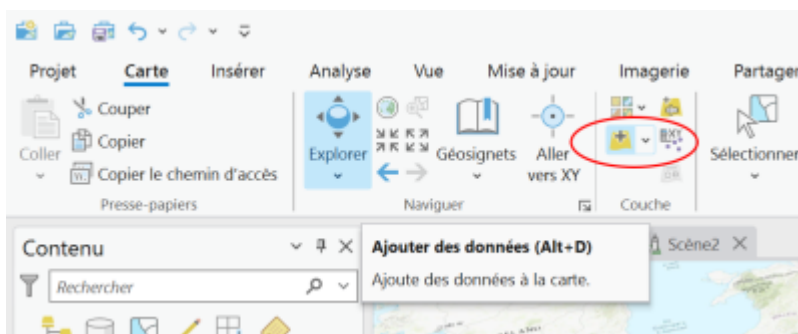 Projet Carte Insérer Analyse Vue Mise à jour Imagerie Partager
Couper
Copier
Copier le chemin d'accès
Coller
Presse-papiers
Explorer
Géosignets
Aller
vers XY
Naviguer
Couche
Sélectionner
Contenu
Rechercher
Ajouter des données (Alt+D)
Ajoute des données à la carte.
Scène2